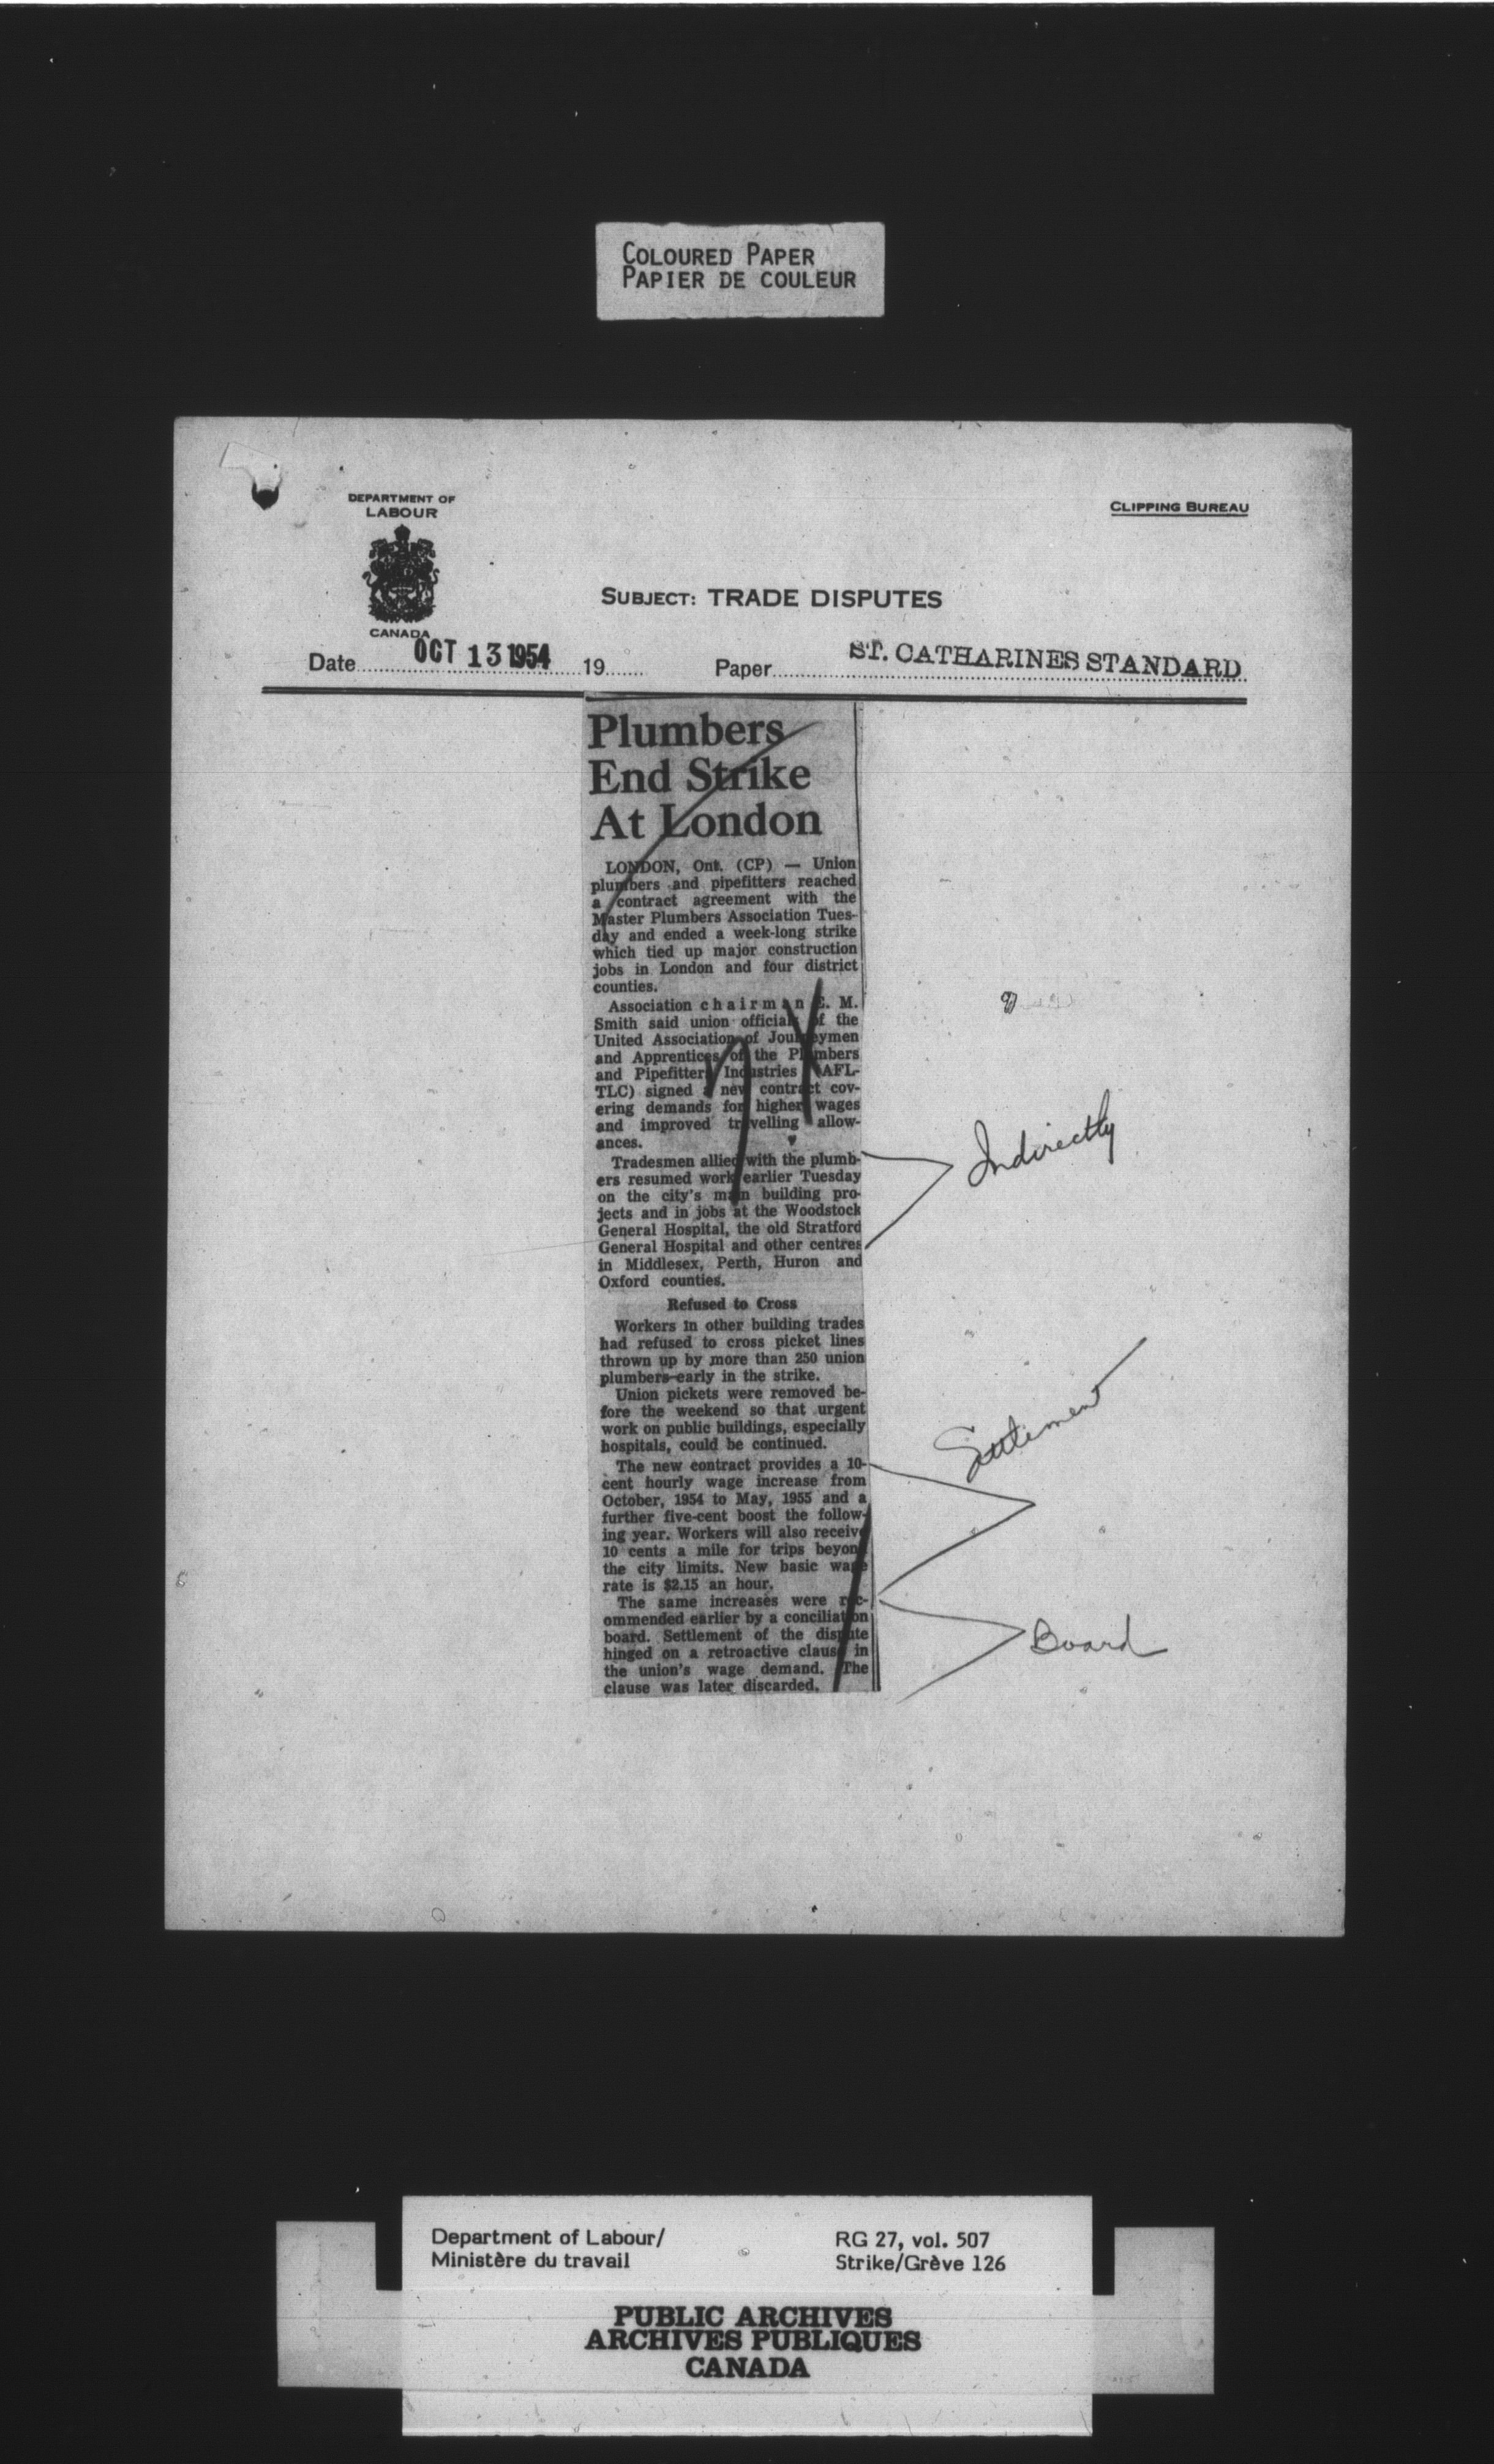 COLOURED PAPER
PAPIER DE COULEUR
DEPARTMENT OF
LABOUR
CANADA
CLIPPING BUREAU
SUBJECT: TRADE DISPUTES
Date OCT 13 1954 19 Paper ST. CATHARINES STANDARD
Plumbers
End Strike
At London
LONDON, Ont. (CP) — Union
plumbers and pipefitters reached
a contract agreement with the
Master Plumbers Association Tues-
day and ended a week-long strike
which tied up major construction
jobs in London and four district
counties.
Association chairman E. M.
Smith said union officials of the
United Association of Journeymen
and Apprentices of the Plumbers
and Pipefitters Industries (AFL-
TLC) signed a new contract cov-
ering demands for higher wages
and improved travelling allow-
ances.
Tradesmen allied with the plumb-
ers resumed work earlier Tuesday
on the city's main building pro-
jects and in jobs at the Woodstock
General Hospital, the old Stratford
General Hospital and other centres
in Middlesex, Perth, Huron and
Oxford counties.
Indirectly
Refused to Cross
Workers in other building trades
had refused to cross picket lines
thrown up by more than 250 union
plumbers early in the strike.
Union pickets were removed be-
fore the weekend so that urgent
work on public buildings, especially
hospitals, could be continued.
The new contract provides a 10-
cent hourly wage increase from
October, 1954 to May, 1955 and a
further five-cent boost the follow-
ing year. Workers will also receive
10 cents a mile for trips beyond
the city limits. New basic wage
rate is $2.15 an hour.
Settlement
The same increases were rec-
ommended earlier by a conciliation
board. Settlement of the dispute
hinged on a retroactive clause in
the union's wage demand. The
clause was later discarded.
Board
Department of Labour/
Ministère du travail
RG 27, vol. 507
Strike/Grève 126
PUBLIC ARCHIVES
ARCHIVES PUBLIQUES
CANADA